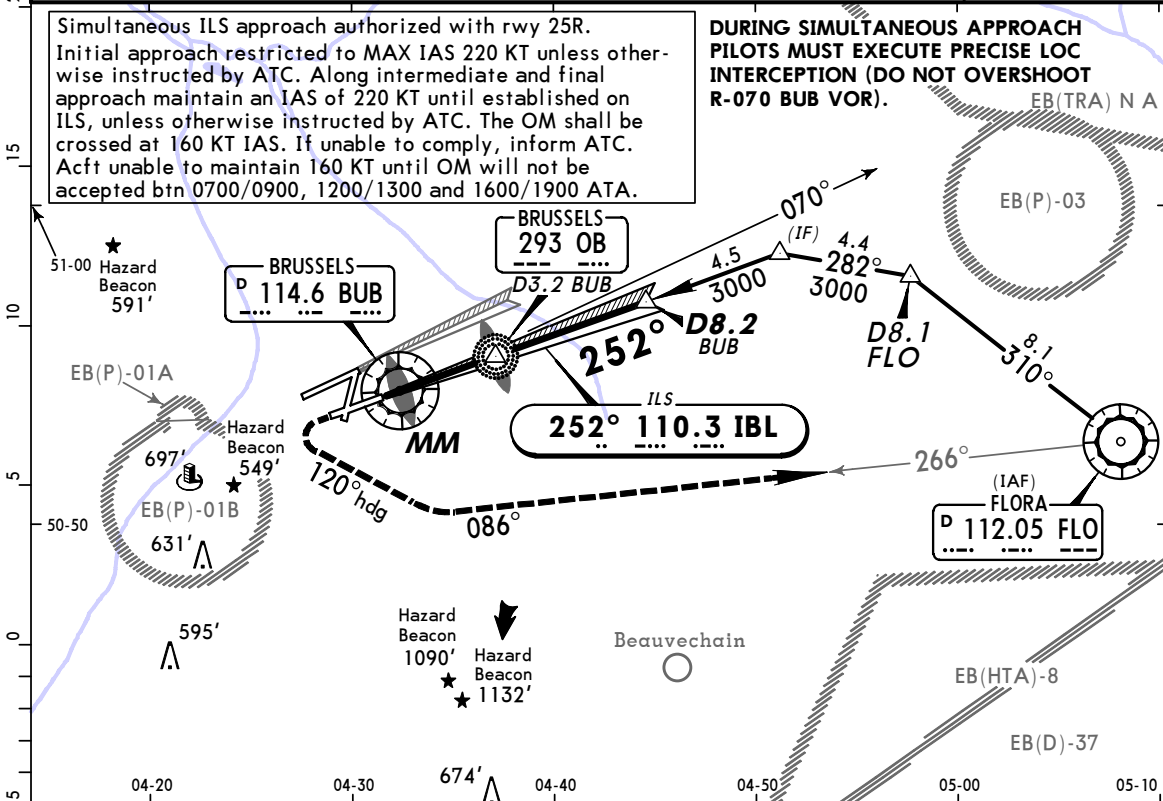 Simultaneous ILS approach authorized with rwy 25R.
Initial approach restricted to MAX IAS 220 KT unless other-
wise instructed by ATC. Along intermediate and final
approach maintain an IAS of 220 KT until established on
ILS, unless otherwise instructed by ATC. The OM shall be
crossed at 160 KT IAS. If unable to comply, inform ATC.
Acft unable to maintain 160 KT until OM will not be
accepted btn 0700/0900, 1200/1300 and 1600/1900 ATA.
DURING SIMULTANEOUS APPROACH
PILOTS MUST EXECUTE PRECISE LOC
INTERCEPTION (DO NOT OVERSHOOT
R-070 BUB VOR).
EB(TRA) N A
EB(P)-03
15
070°
BRUSSELS
293 OB
D3.2 BUB
(IF)
4.5
3000
4.4
282°
3000
51-00
Hazard
Beacon
591'
BRUSSELS
D 114.6 BUB
D8.2
BUB
D8.1
FLO
10
252°
8.1
310°
EB(P)-01A
ILS
252° 110.3 IBL
MM
Hazard
Beacon
549'
697'
EB(P)-01B
631'
120°hdg
086°
266°
5
(IAF)
FLORA
D 112.05 FLO
50-50
595'
0
Hazard
Beacon
1090'
Hazard
Beacon
1132'
Beauvechain
EB(HTA)-8
EB(D)-37
674'
5
04-20
04-30
04-40
04-50
05-00
05-10